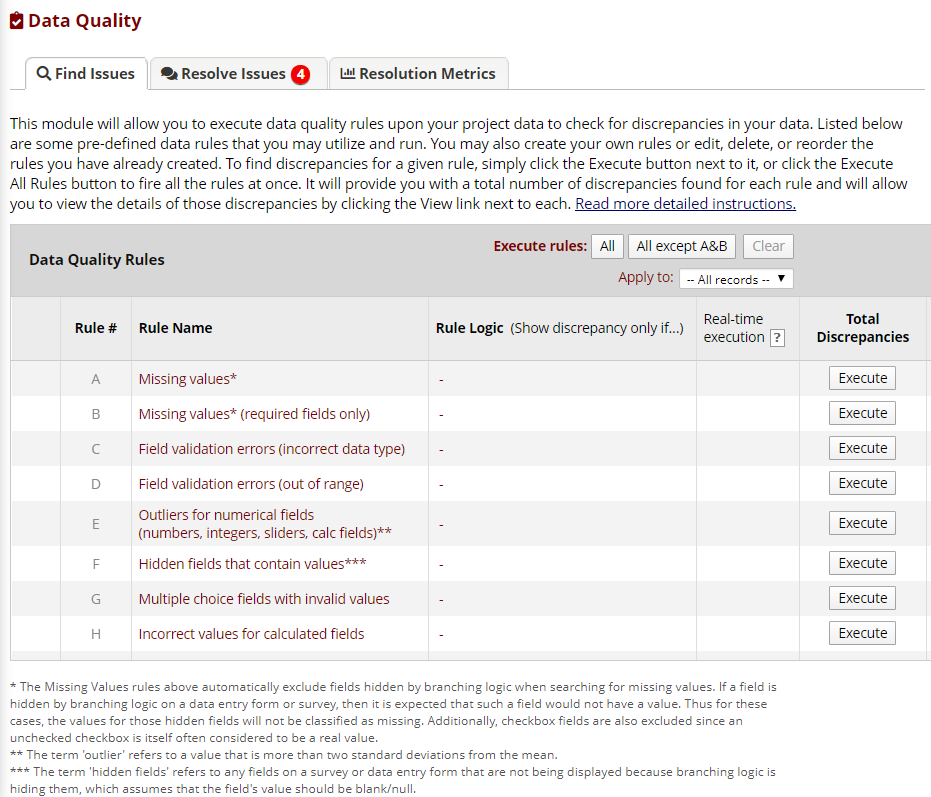 Data Quality
Find Issues
Resolve Issues 4
Resolution Metrics
This module will allow you to execute data quality rules upon your project data to check for discrepancies in your data. Listed below
are some pre-defined data rules that you may utilize and run. You may also create your own rules or edit, delete, or reorder the
rules you have already created. To find discrepancies for a given rule, simply click the Execute button next to it, or click the Execute
All Rules button to fire all the rules at once. It will provide you with a total number of discrepancies found for each rule and will allow
you to view the details of those discrepancies by clicking the View link next to each. Read more detailed instructions.
Data Quality Rules
Execute rules: All All except A&B Clear
Apply to: -- All records --
Rule # Rule Name Rule Logic (Show discrepancy only if...) Real-time execution ? Total Discrepancies
A Missing values* - Execute
B Missing values* (required fields only) - Execute
C Field validation errors (incorrect data type) - Execute
D Field validation errors (out of range) - Execute
E Outliers for numerical fields
(numbers, integers, sliders, calc fields)** - Execute
F Hidden fields that contain values*** - Execute
G Multiple choice fields with invalid values - Execute
H Incorrect values for calculated fields - Execute
* The Missing Values rules above automatically exclude fields hidden by branching logic when searching for missing values. If a field is
hidden by branching logic on a data entry form or survey, then it is expected that such a field would not have a value. Thus for these
cases, the values for those hidden fields will not be classified as missing. Additionally, checkbox fields are also excluded since an
unchecked checkbox is itself often considered to be a real value.
** The term 'outlier' refers to a value that is more than two standard deviations from the mean.
*** The term 'hidden fields' refers to any fields on a survey or data entry form that are not being displayed because branching logic is
hiding them, which assumes that the field's value should be blank/null.